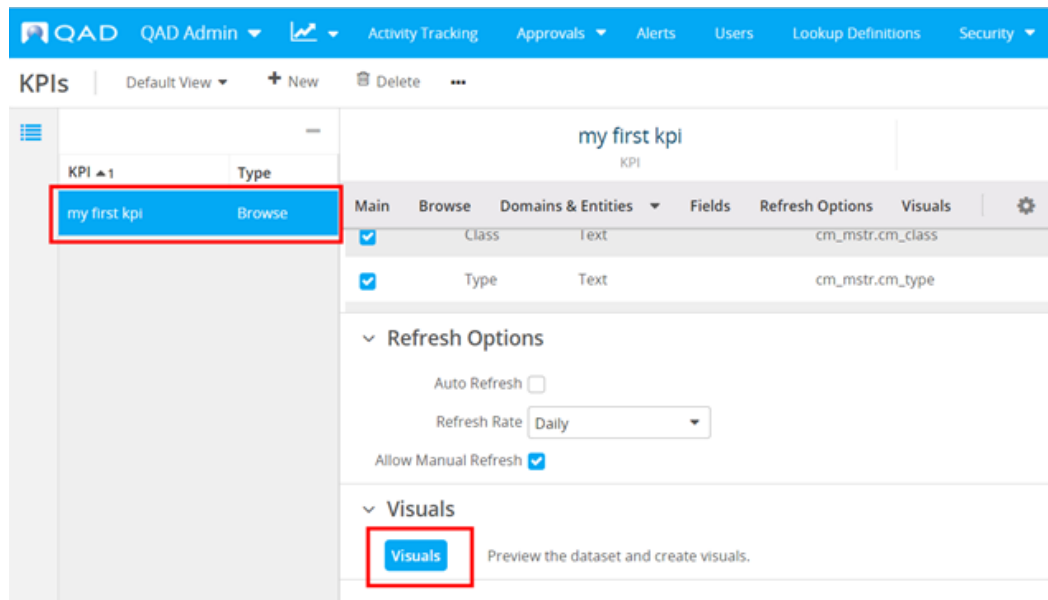 QAD QAD Admin Activity Tracking Approvals Alerts Users Lookup Definitions Security
KPIs Default View + New Delete •••
my first kpi
KPI
KPI 1 Type
my first kpi Browse
Main Browse Domains & Entities Fields Refresh Options Visuals
Class Text cm_mstr.cm_class
Type Text cm_mstr.cm_type
Refresh Options
Auto Refresh
Refresh Rate Daily
Allow Manual Refresh
Visuals
Visuals Preview the dataset and create visuals.